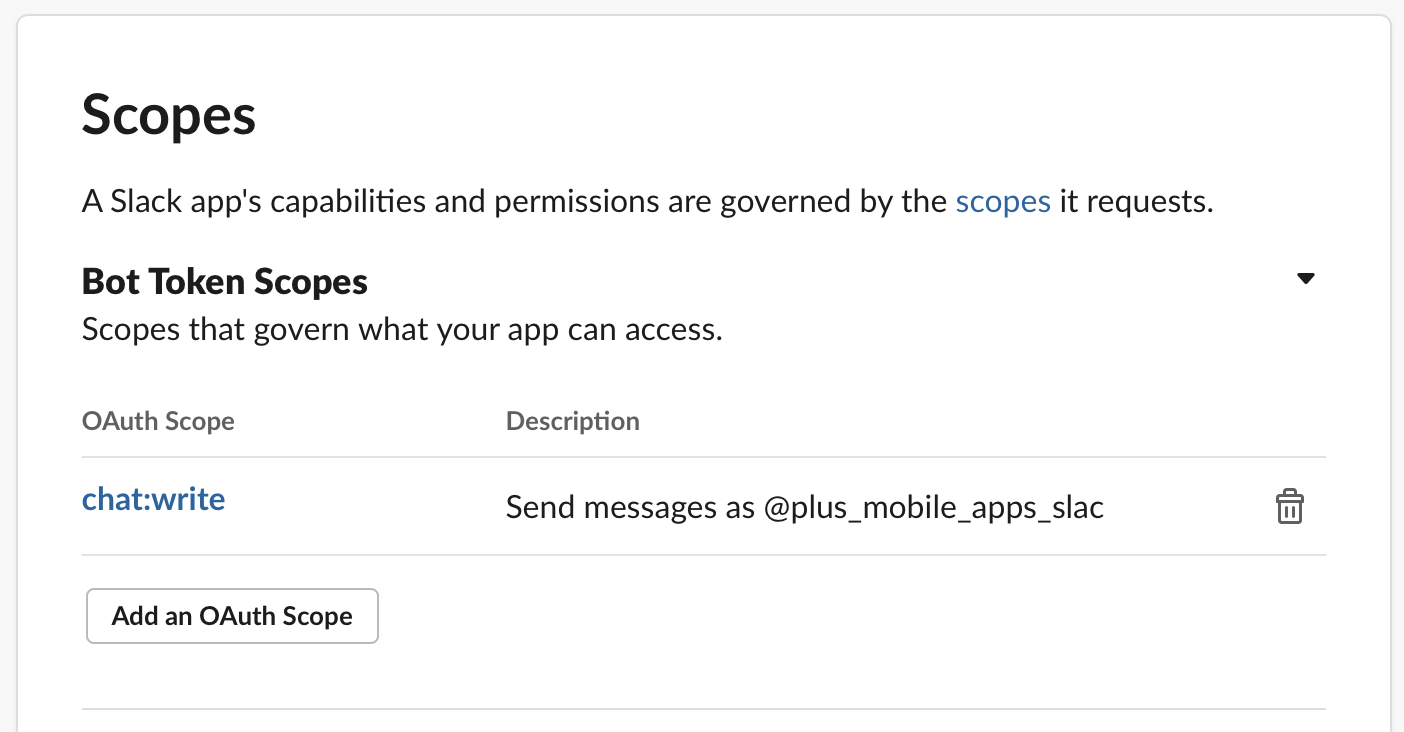 Scopes
A Slack app's capabilities and permissions are governed by the scopes it requests.
Bot Token Scopes
Scopes that govern what your app can access.
OAuth Scope Description
chat:write Send messages as @plus_mobile_apps_slac
Add an OAuth Scope